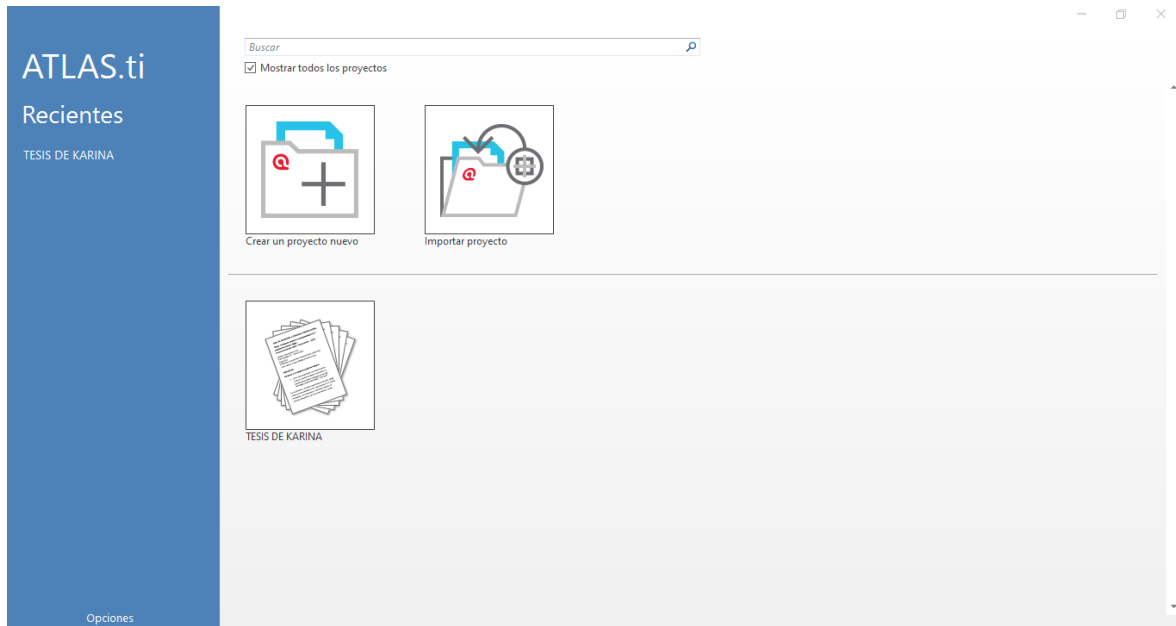 ATLAS.ti
Recientes
TESIS DE KARINA
Opciones
Buscar
Mostrar todos los proyectos
Crear un proyecto nuevo
Importar proyecto
TESIS DE KARINA